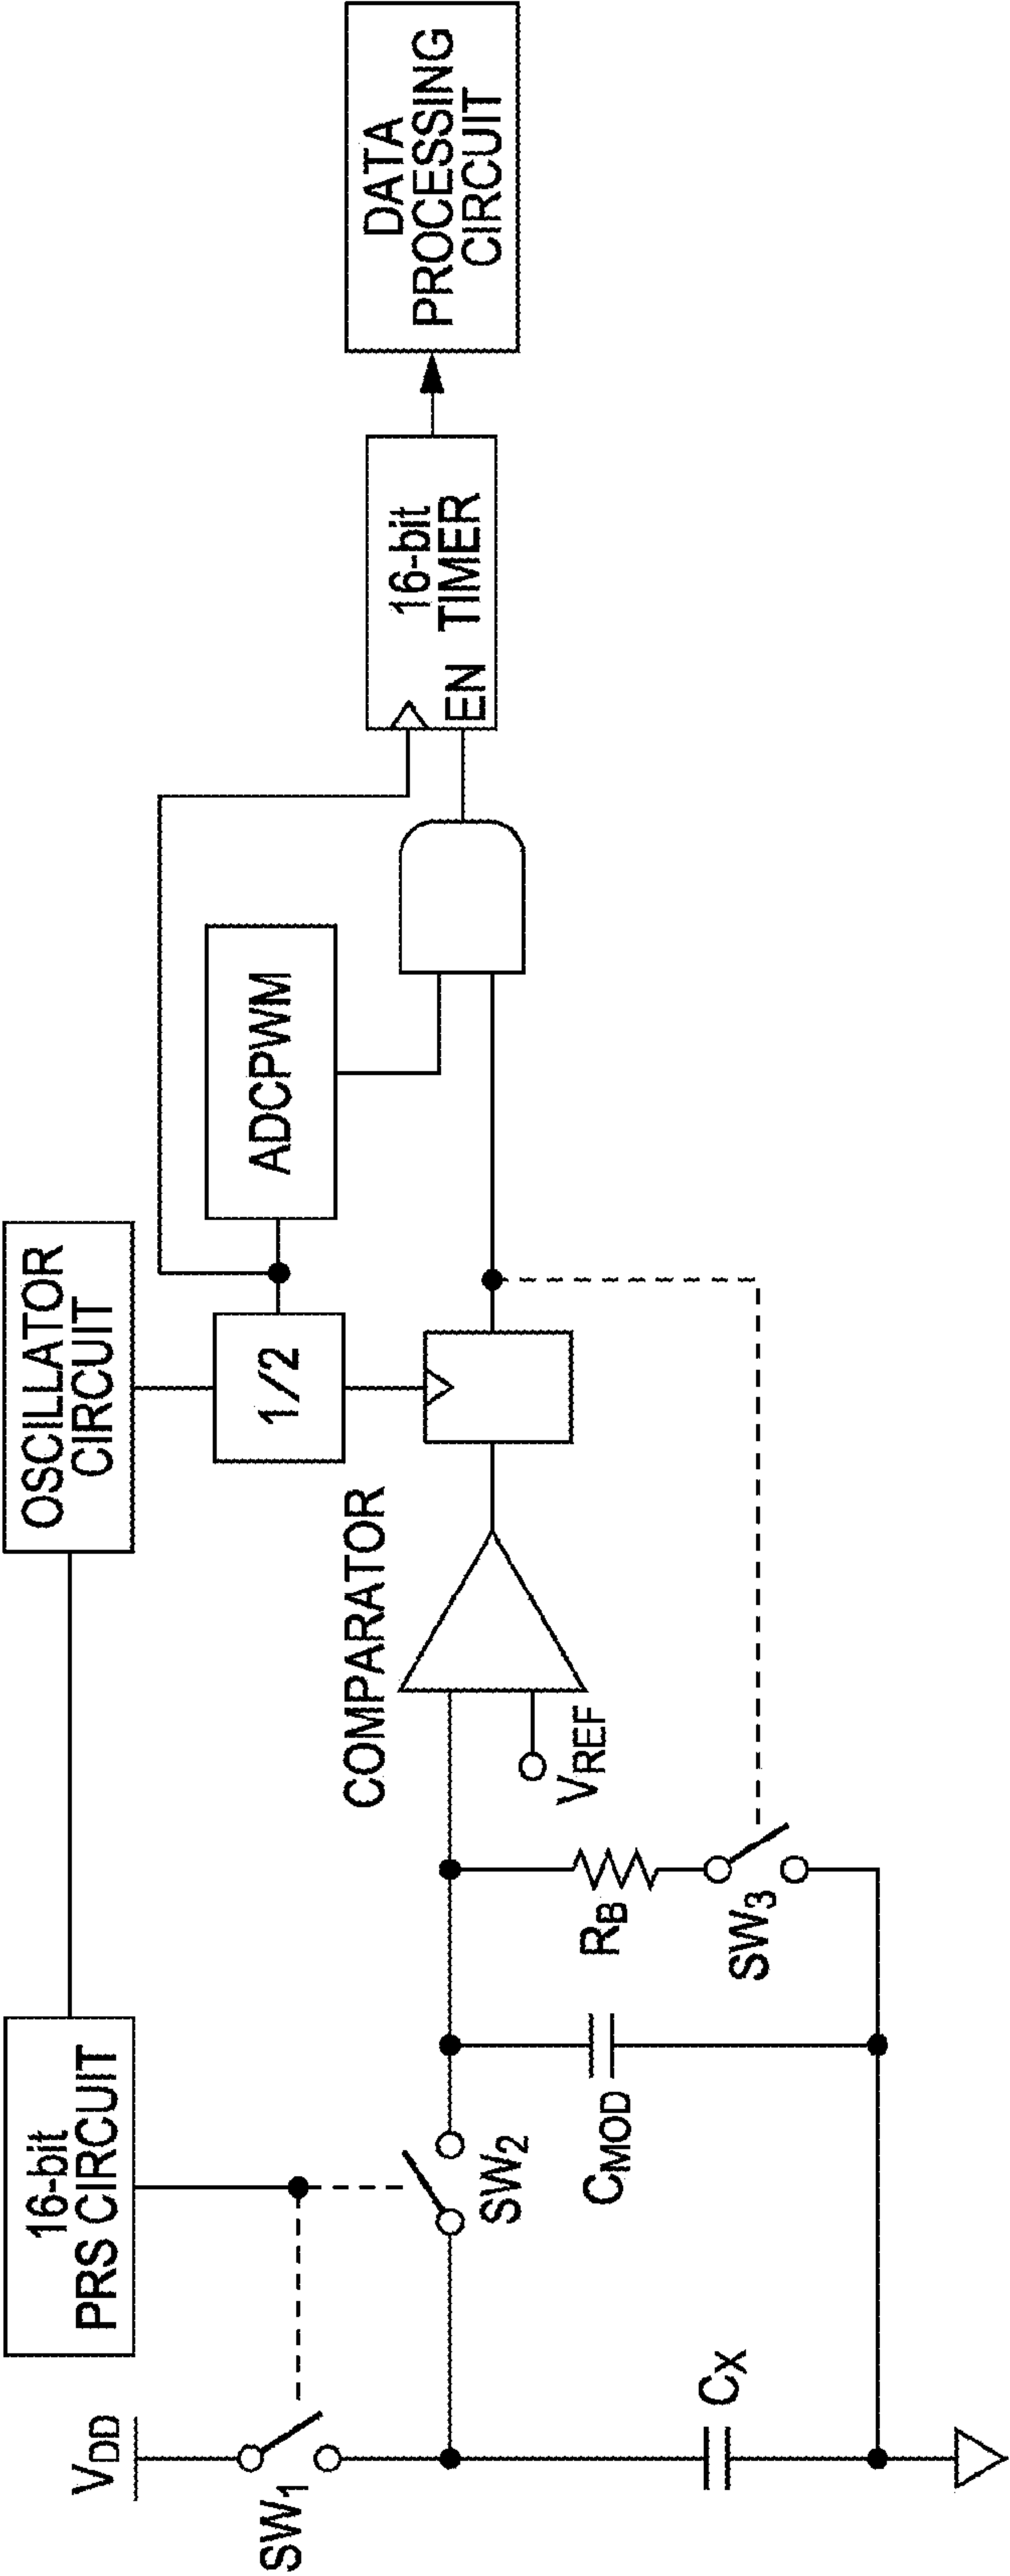 16-bit
PRS CIRCUIT
OSCILLATOR
CIRCUIT
VDD
SW1
SW2
CX
CMOD
RB
SW3
COMPARATOR
VREF
1/2
ADCPWM
16-bit
TIMER
EN
DATA
PROCESSING
CIRCUIT